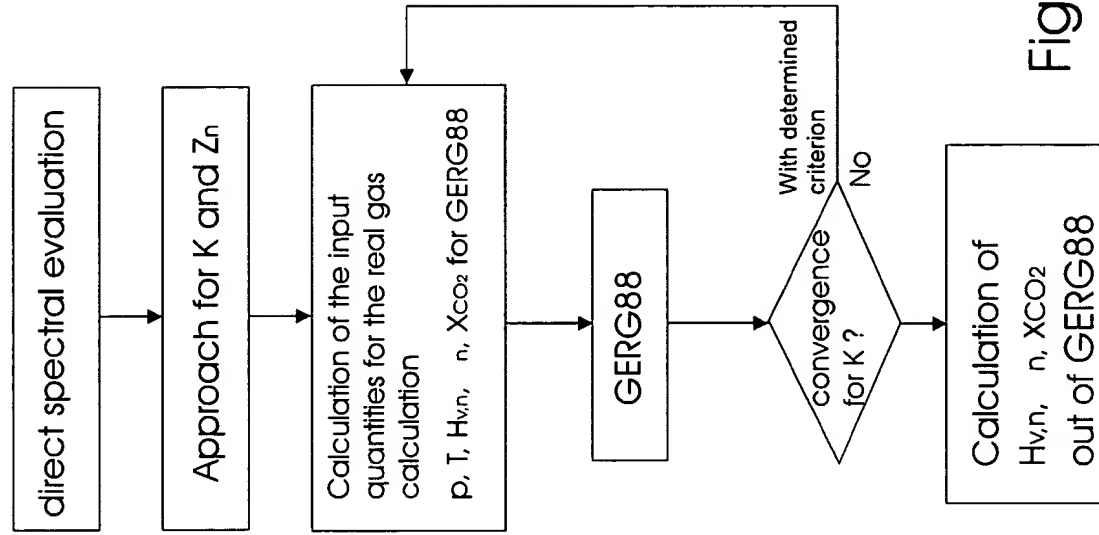 direct spectral evaluation
Approach for K and Zn
Calculation of the input
quantities for the real gas
calculation
p, T, Hv,n, n, XCO2 for GERG88
GERG88
convergence
for K ?
With determined
criterion
No
Calculation of
Hv,n, n, XCO2
out of GERG88
Fig